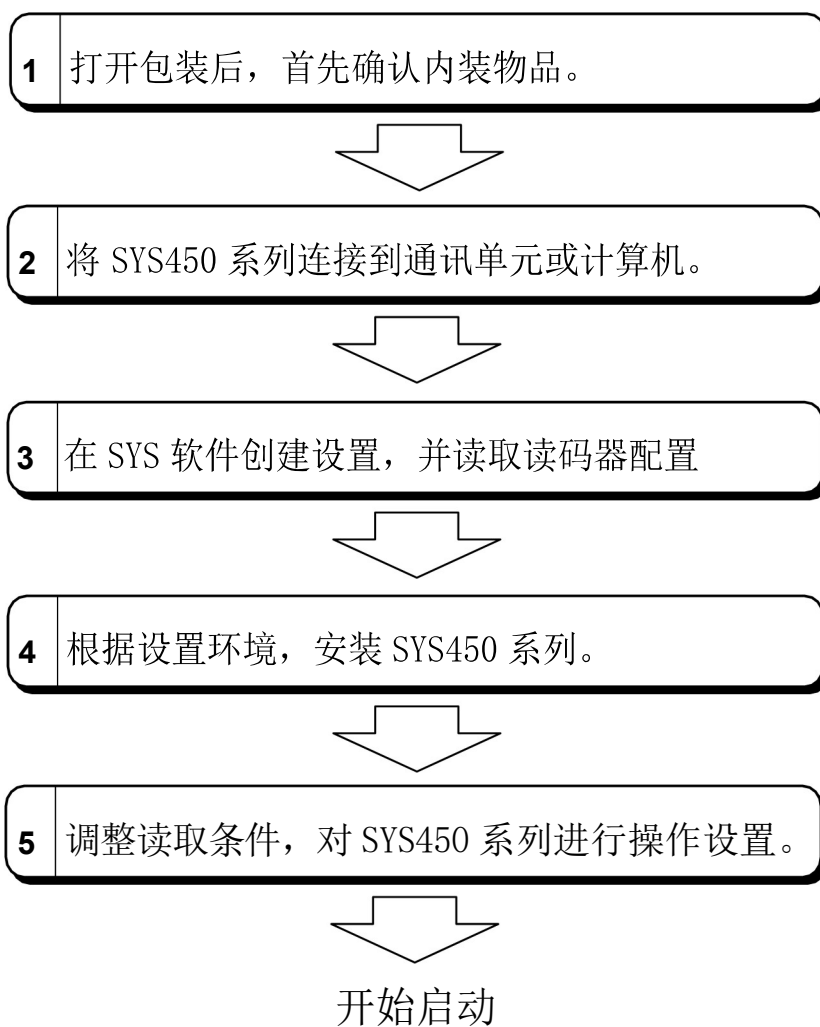 1 打开包装后，首先确认内装物品。
2 将 SYS450 系列连接到通讯单元或计算机。
3 在 SYS 软件创建设置，并读取读码器配置
4 根据设置环境，安装 SYS450 系列。
5 调整读取条件，对 SYS450 系列进行操作设置。
开始启动